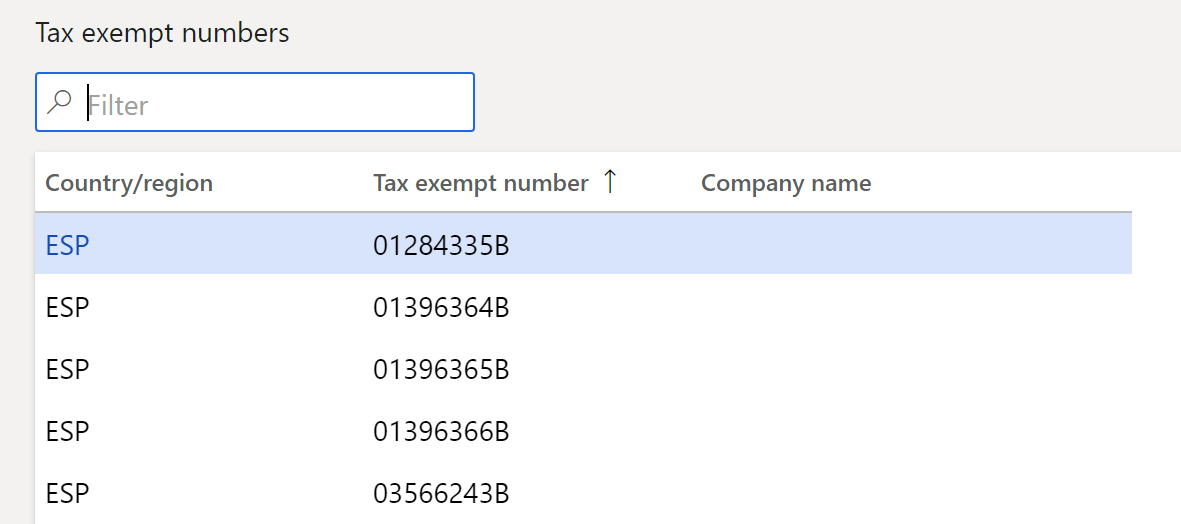 Tax exempt numbers
Filter
Country/region Tax exempt number ↑ Company name
ESP 01284335B
ESP 01396364B
ESP 01396365B
ESP 01396366B
ESP 03566243B